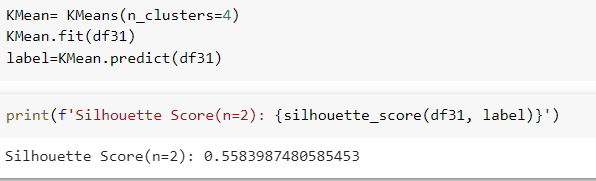 KMean= KMeans(n_clusters=4)
KMean.fit(df31)
label=KMean.predict(df31)
print(f'Silhouette Score(n=2): {silhouette_score(df31, label)}')
Silhouette Score(n=2): 0.5583987480585453